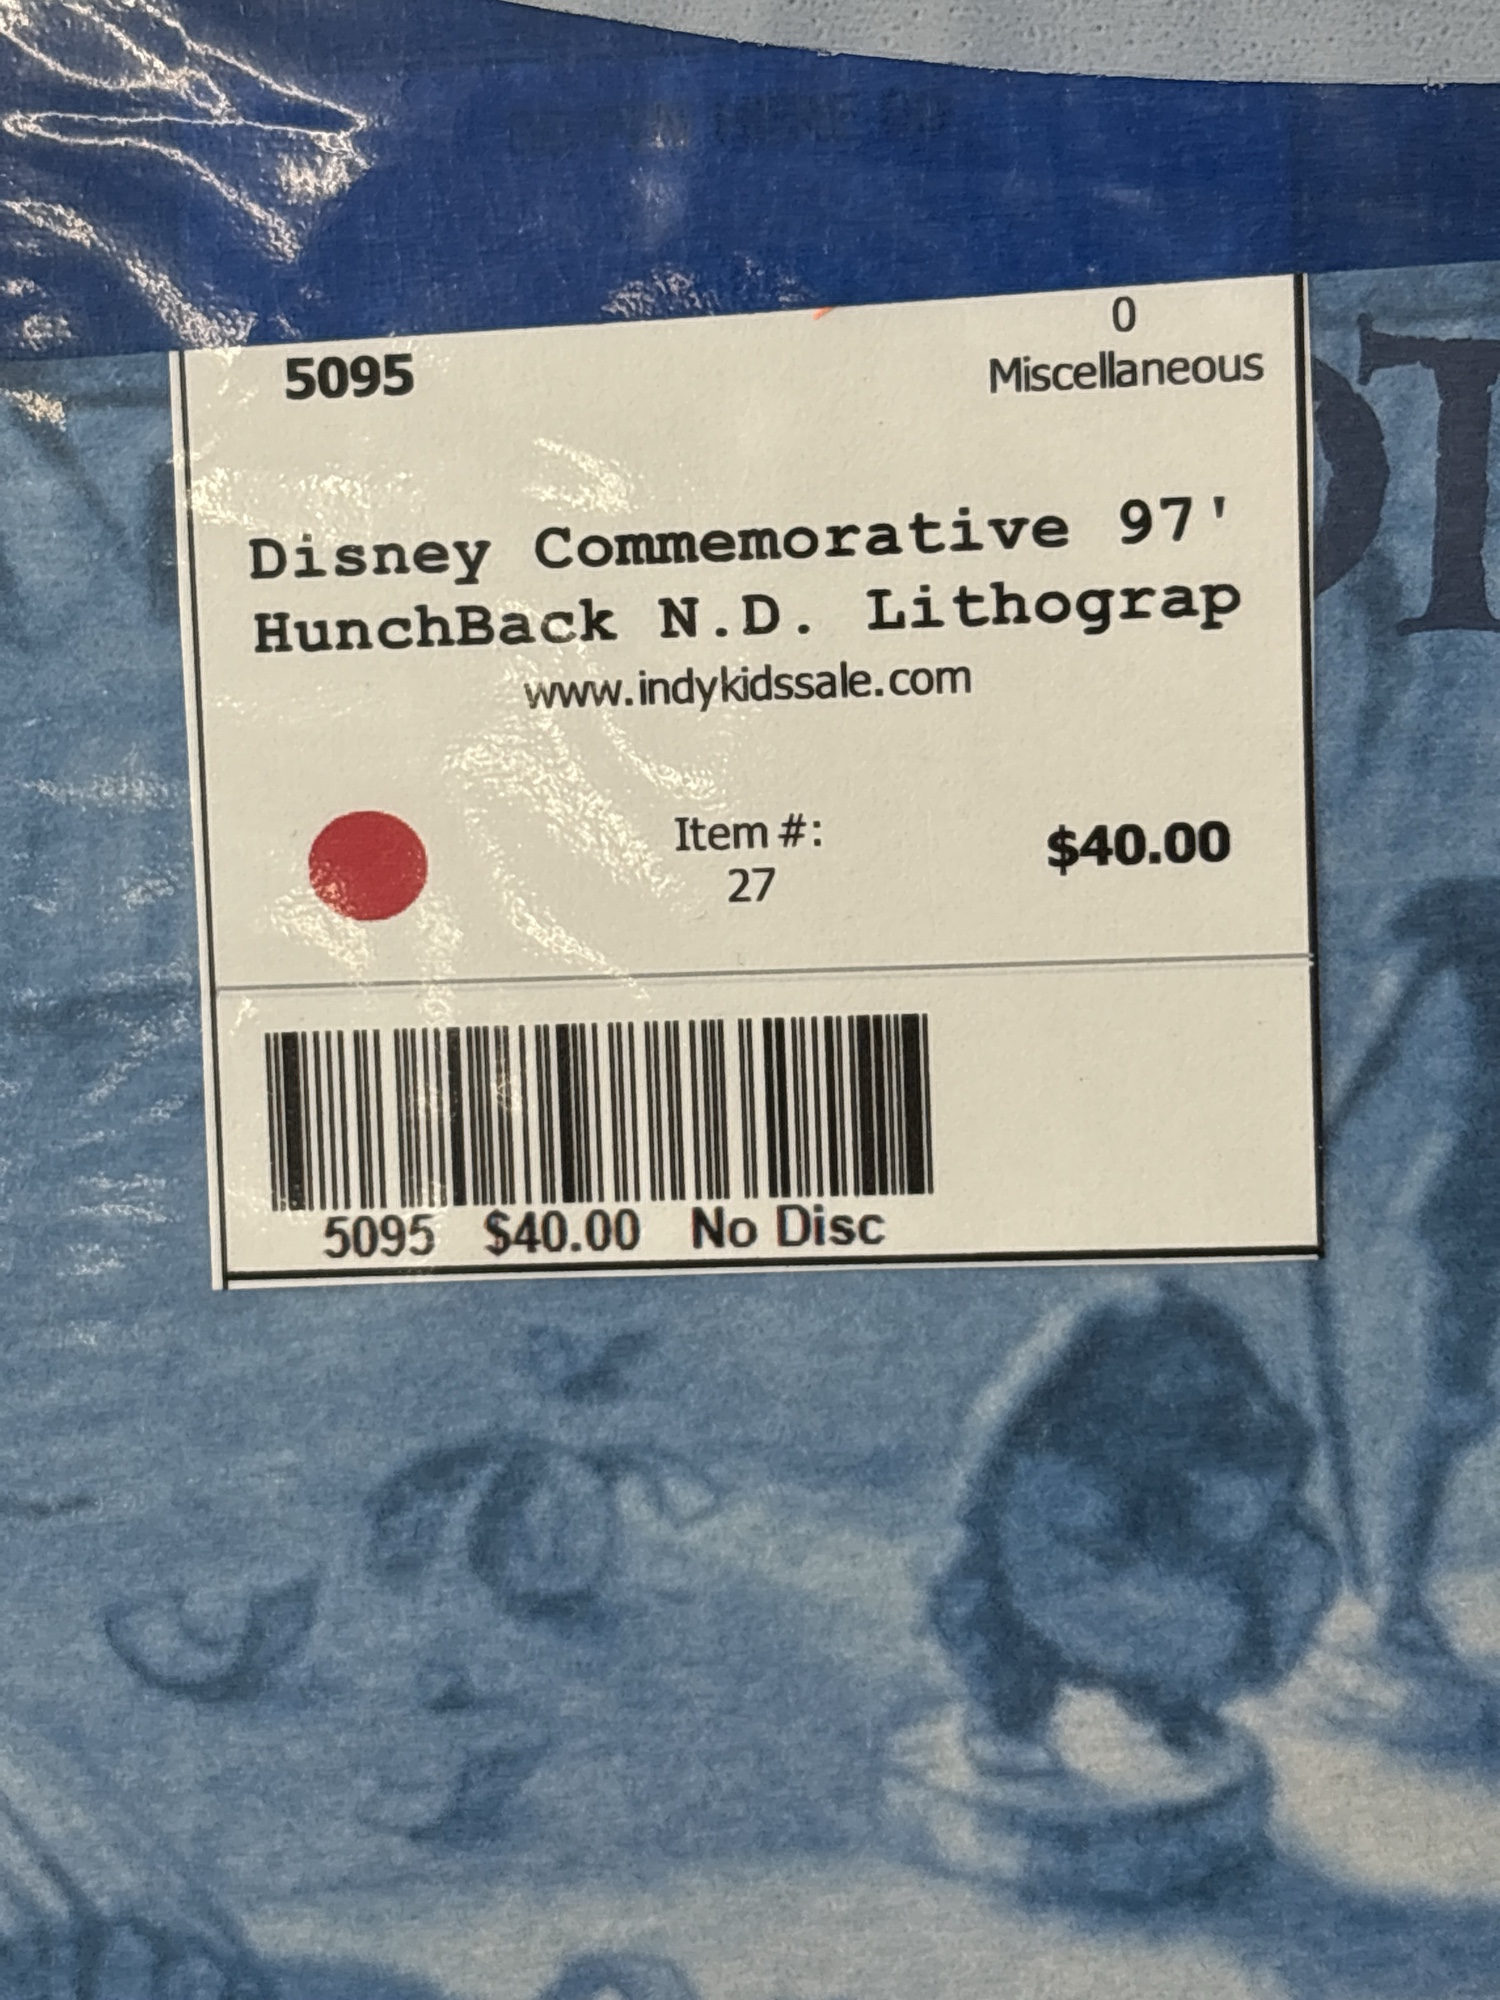 5095
0
Miscellaneous
Disney Commemorative 97'
HunchBack N.D. Lithograp
www.indykidssale.com
Item #:
27
$40.00
5095 $40.00 No Disc